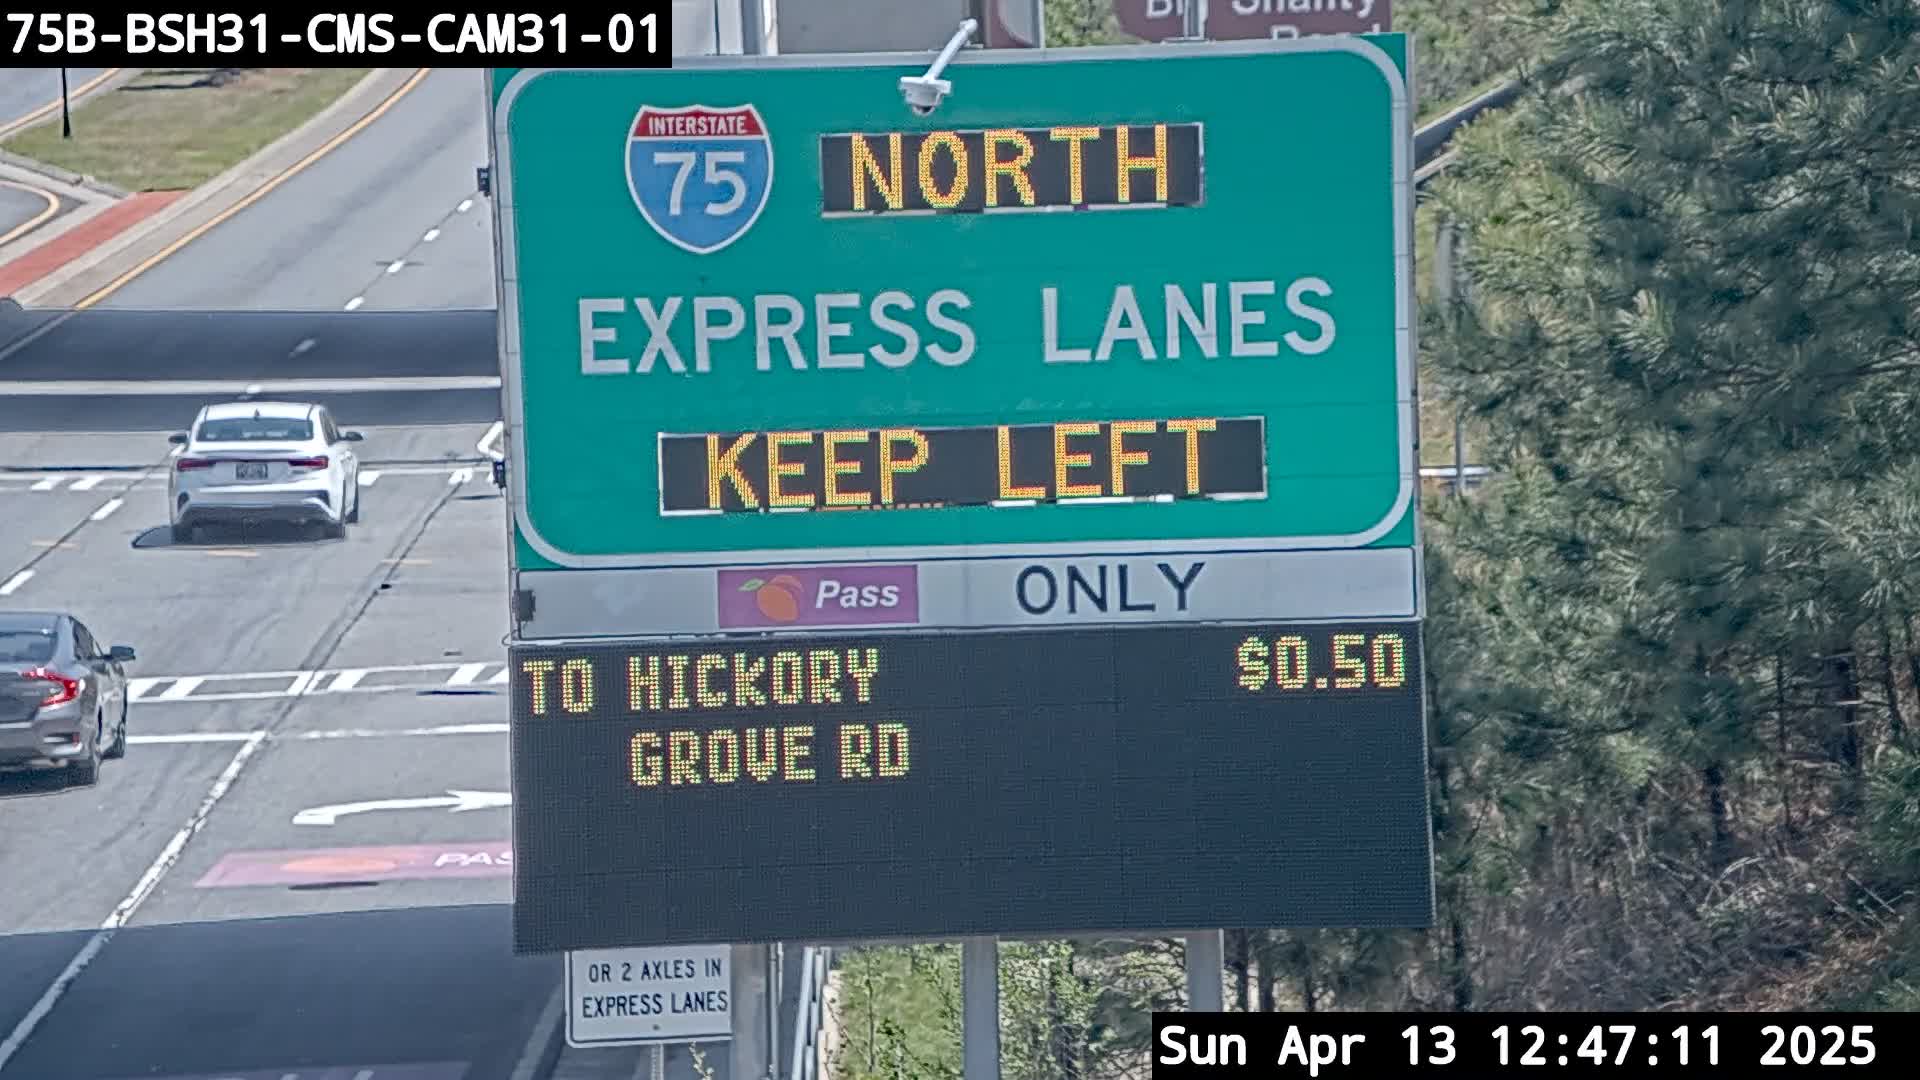 75B-BSH31-CMS-CAM31-01
Shanty
INTERSTATE
75
NORTH
EXPRESS LANES
KEEP LEFT
Pass
ONLY
TO HICKORY $0.50
GROVE RD
OR 2 AXLES IN
EXPRESS LANES
Sun Apr 13 12:47:11 2025